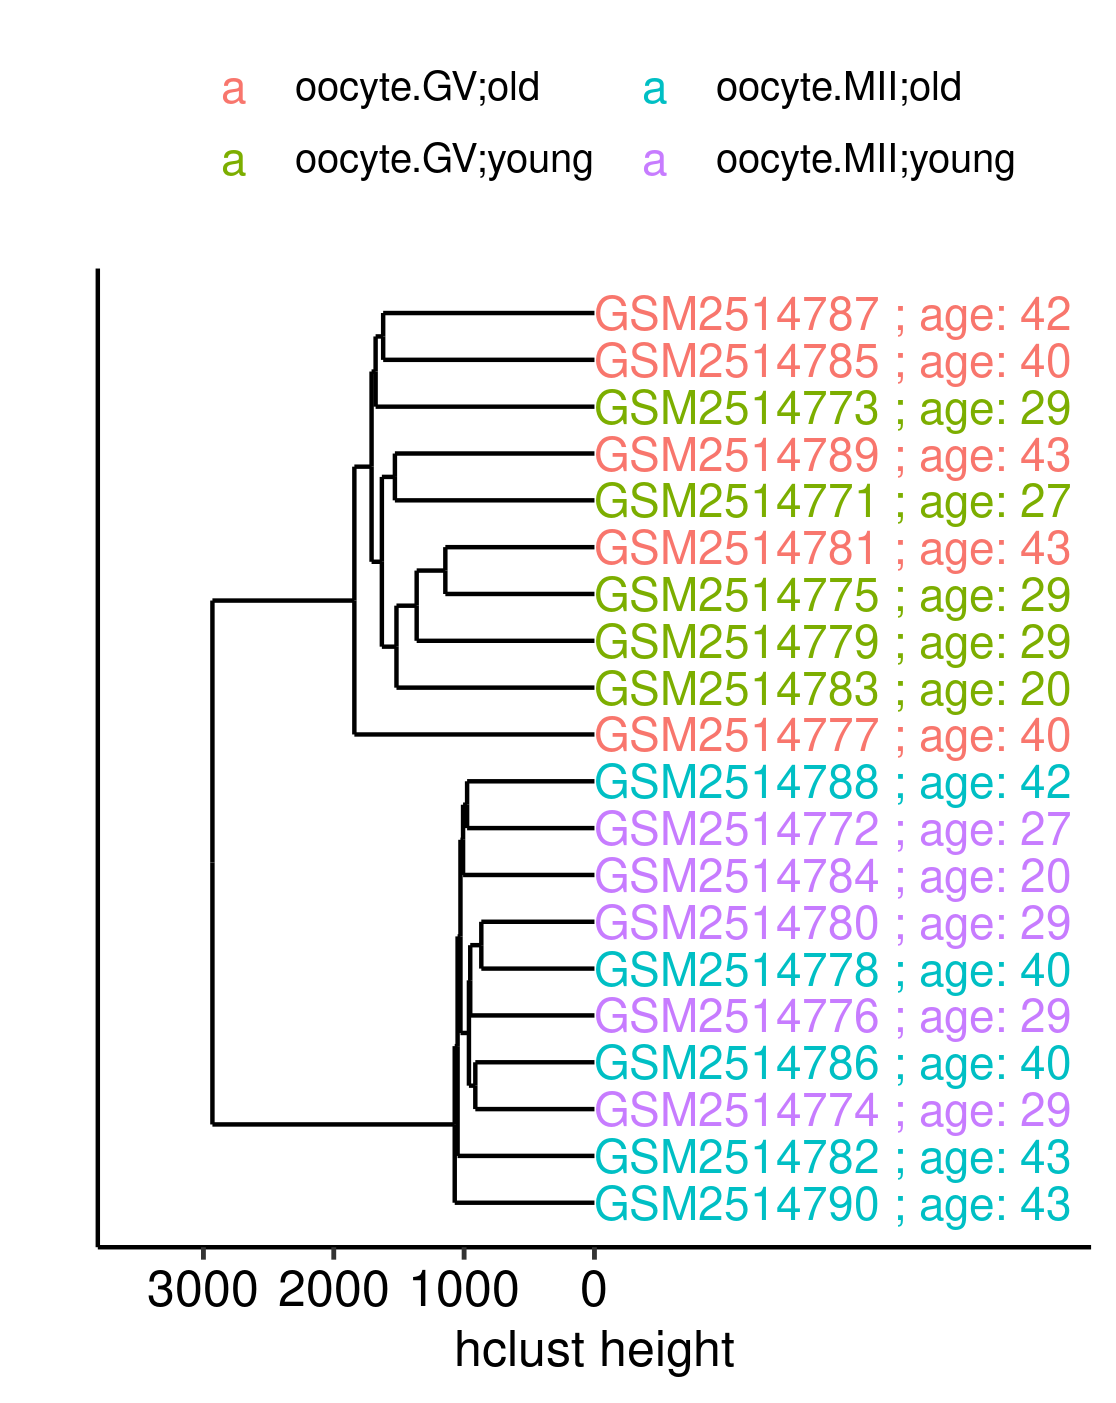 a oocyte.GV;old a oocyte.MII;old
a oocyte.GV;young a oocyte.MII;young
GSM2514787 ; age: 42
GSM2514785 ; age: 40
GSM2514773 ; age: 29
GSM2514789 ; age: 43
GSM2514771 ; age: 27
GSM2514781 ; age: 43
GSM2514775 ; age: 29
GSM2514779 ; age: 29
GSM2514783 ; age: 20
GSM2514777 ; age: 40
GSM2514788 ; age: 42
GSM2514772 ; age: 27
GSM2514784 ; age: 20
GSM2514780 ; age: 29
GSM2514778 ; age: 40
GSM2514776 ; age: 29
GSM2514786 ; age: 40
GSM2514774 ; age: 29
GSM2514782 ; age: 43
GSM2514790 ; age: 43
3000 2000 1000 0
hclust height